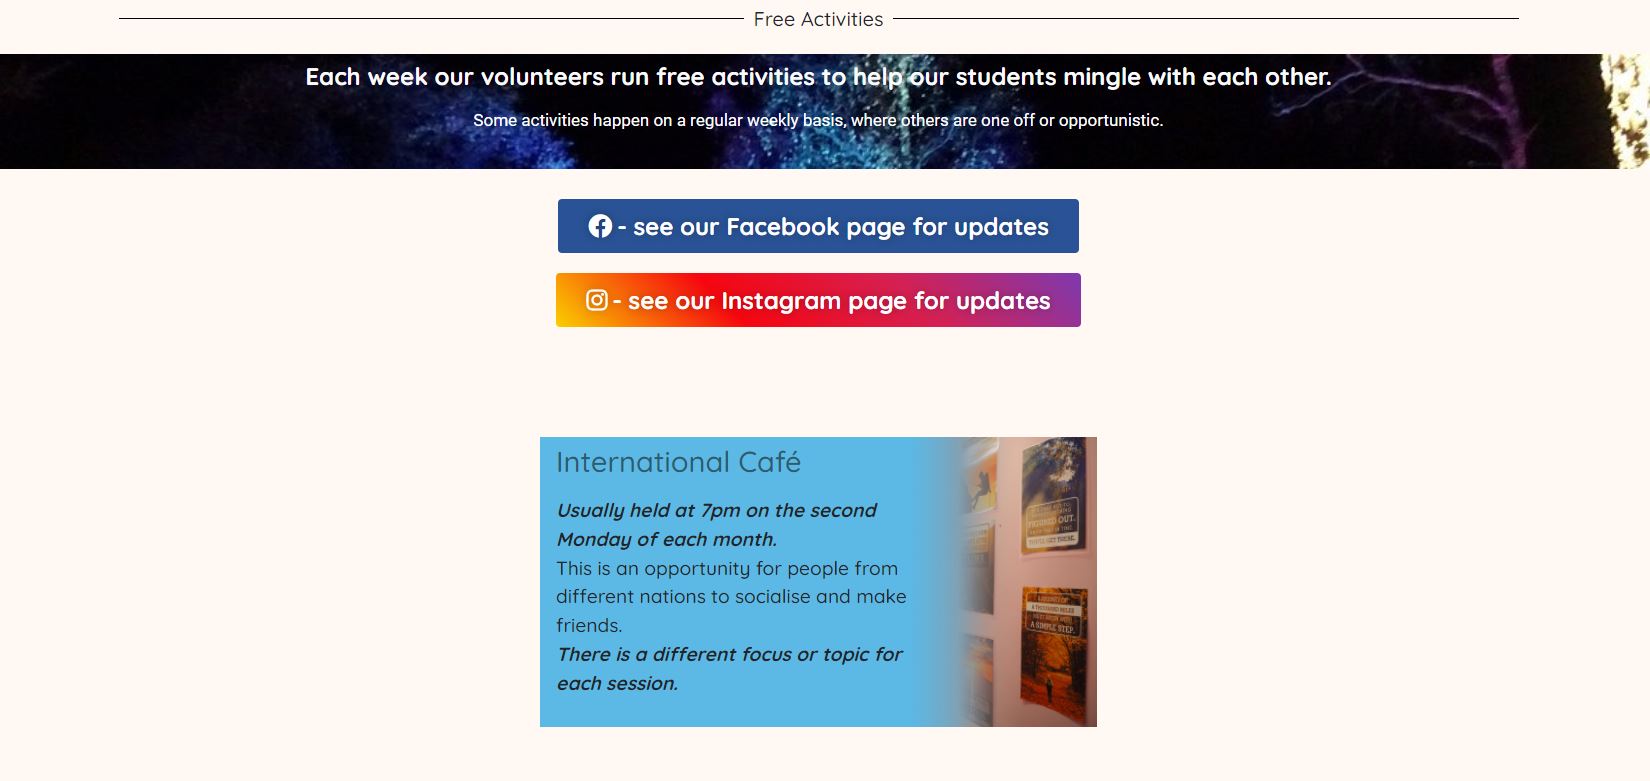 Free Activities
Each week our volunteers run free activities to help our students mingle with each other.
Some activities happen on a regular weekly basis, where others are one off or opportunistic.
- see our Facebook page for updates
- see our Instagram page for updates
International Café
Usually held at 7pm on the second
Monday of each month.
This is an opportunity for people from
different nations to socialise and make
friends.
There is a different focus or topic for
each session.
FIGURED OUT.
YOU'LL GET THERE.
A THOUSAND MILES
A SIMPLE STEP.